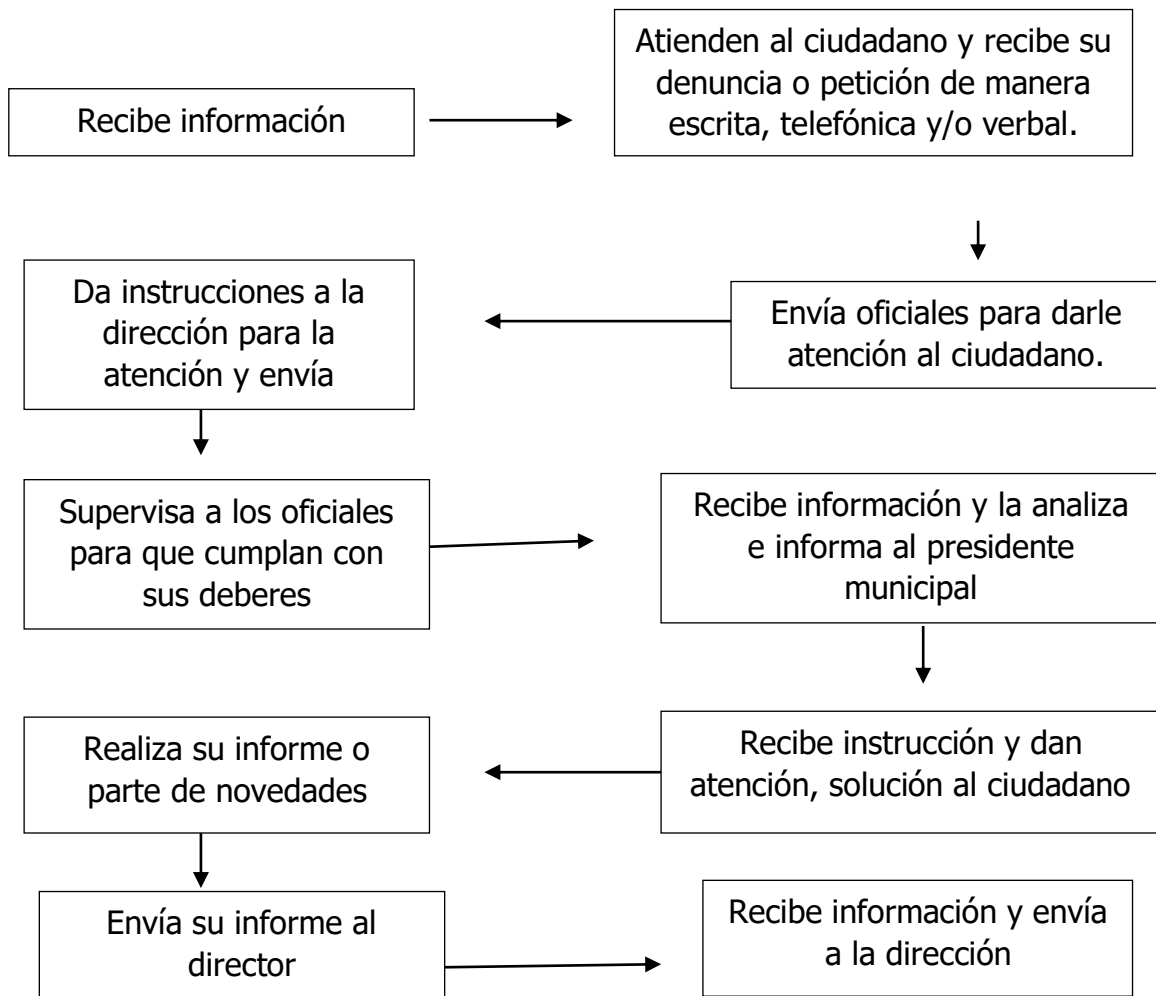 Recibe información
Atienden al ciudadano y recibe su
denuncia o petición de manera
escrita, telefónica y/o verbal.
Envía oficiales para darle
atención al ciudadano.
Da instrucciones a la
dirección para la
atención y envía
Supervisa a los oficiales
para que cumplan con
sus deberes
Recibe información y la analiza
e informa al presidente
municipal
Recibe instrucción y dan
atención, solución al ciudadano
Realiza su informe o
parte de novedades
Envía su informe al
director
Recibe información y envía
a la dirección